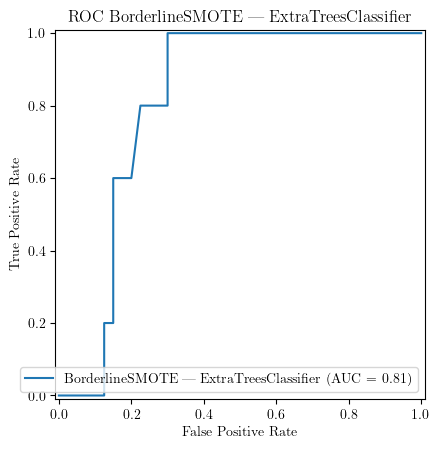 ROC BorderlineSMOTE — ExtraTreesClassifier
True Positive Rate
1.0
0.8
0.6
0.4
0.2
0.0
BorderlineSMOTE — ExtraTreesClassifier (AUC = 0.81)
0.0 0.2 0.4 0.6 0.8 1.0
False Positive Rate